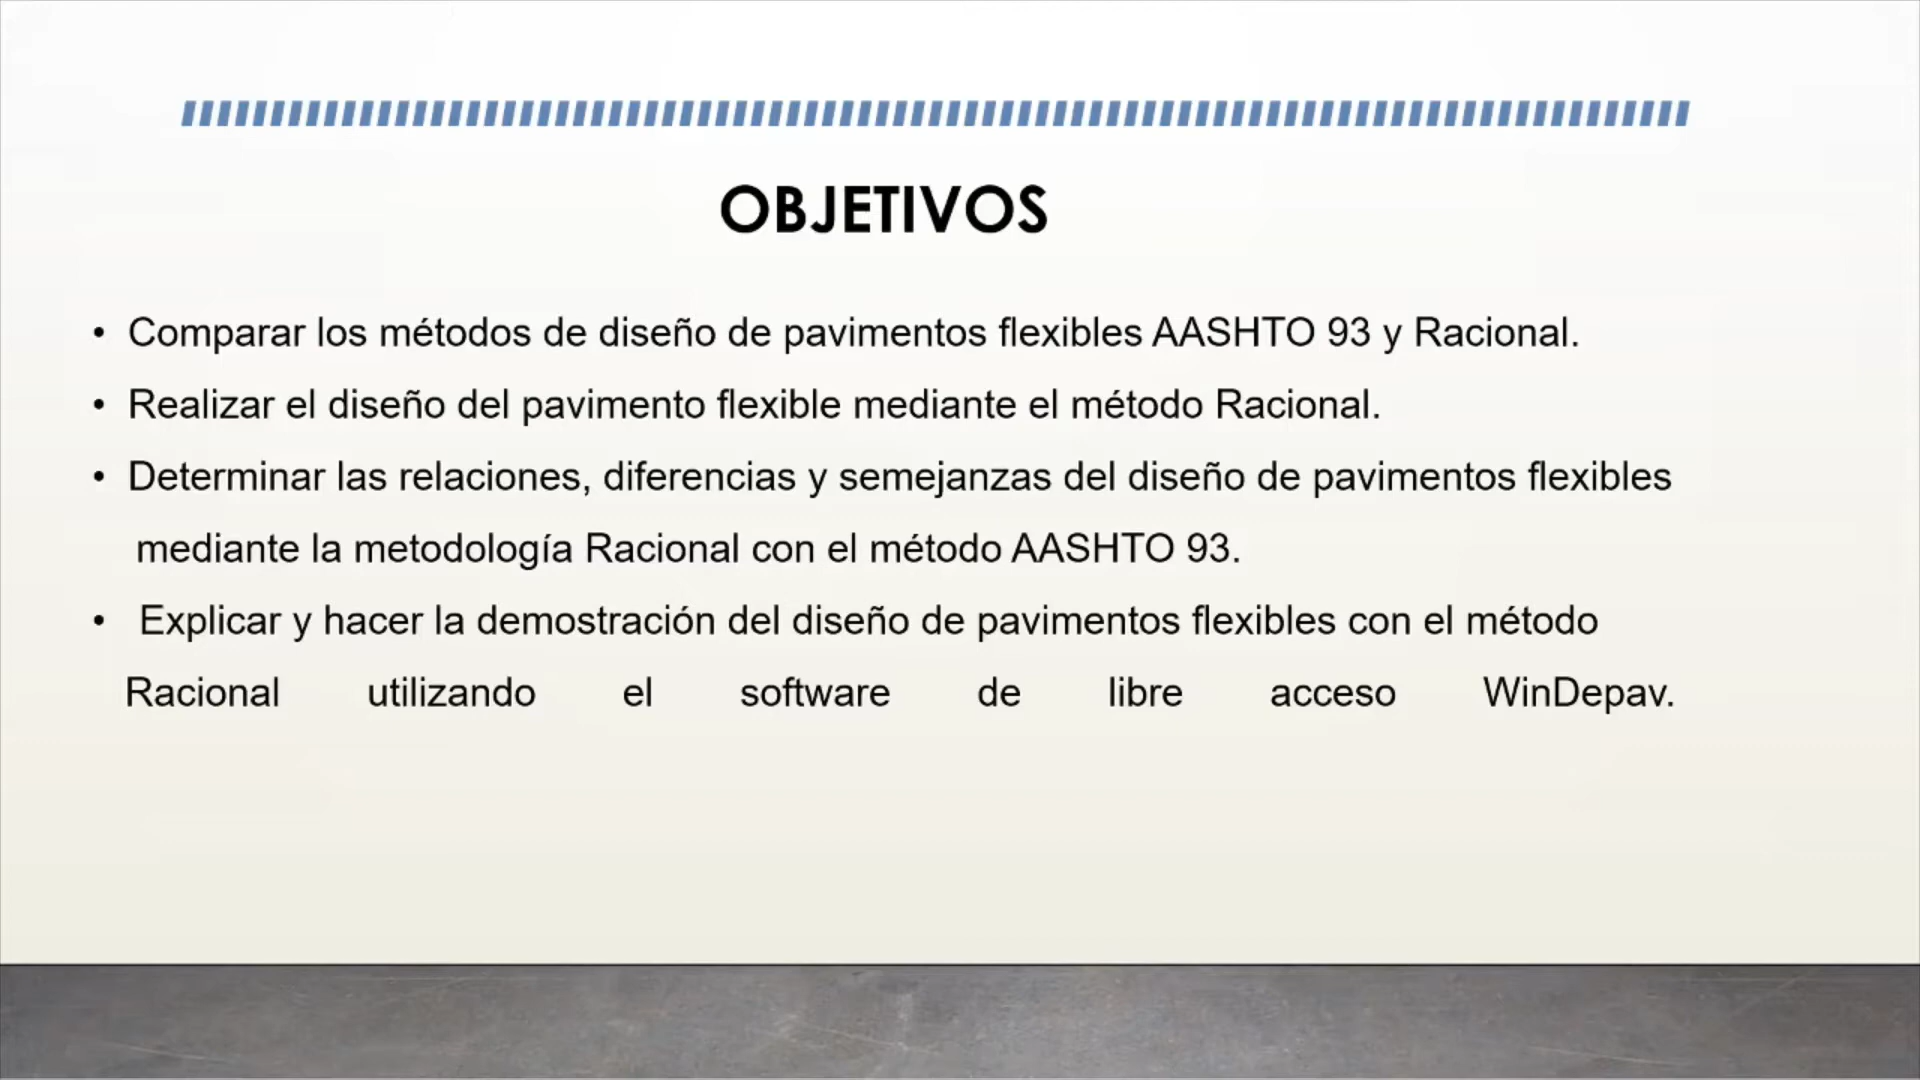 OBJETIVOS
• Comparar los métodos de diseño de pavimentos flexibles AASHTO 93 y Racional.
• Realizar el diseño del pavimento flexible mediante el método Racional.
• Determinar las relaciones, diferencias y semejanzas del diseño de pavimentos flexibles
mediante la metodología Racional con el método AASHTO 93.
• Explicar y hacer la demostración del diseño de pavimentos flexibles con el método
Racional utilizando el software de libre acceso WinDepav.